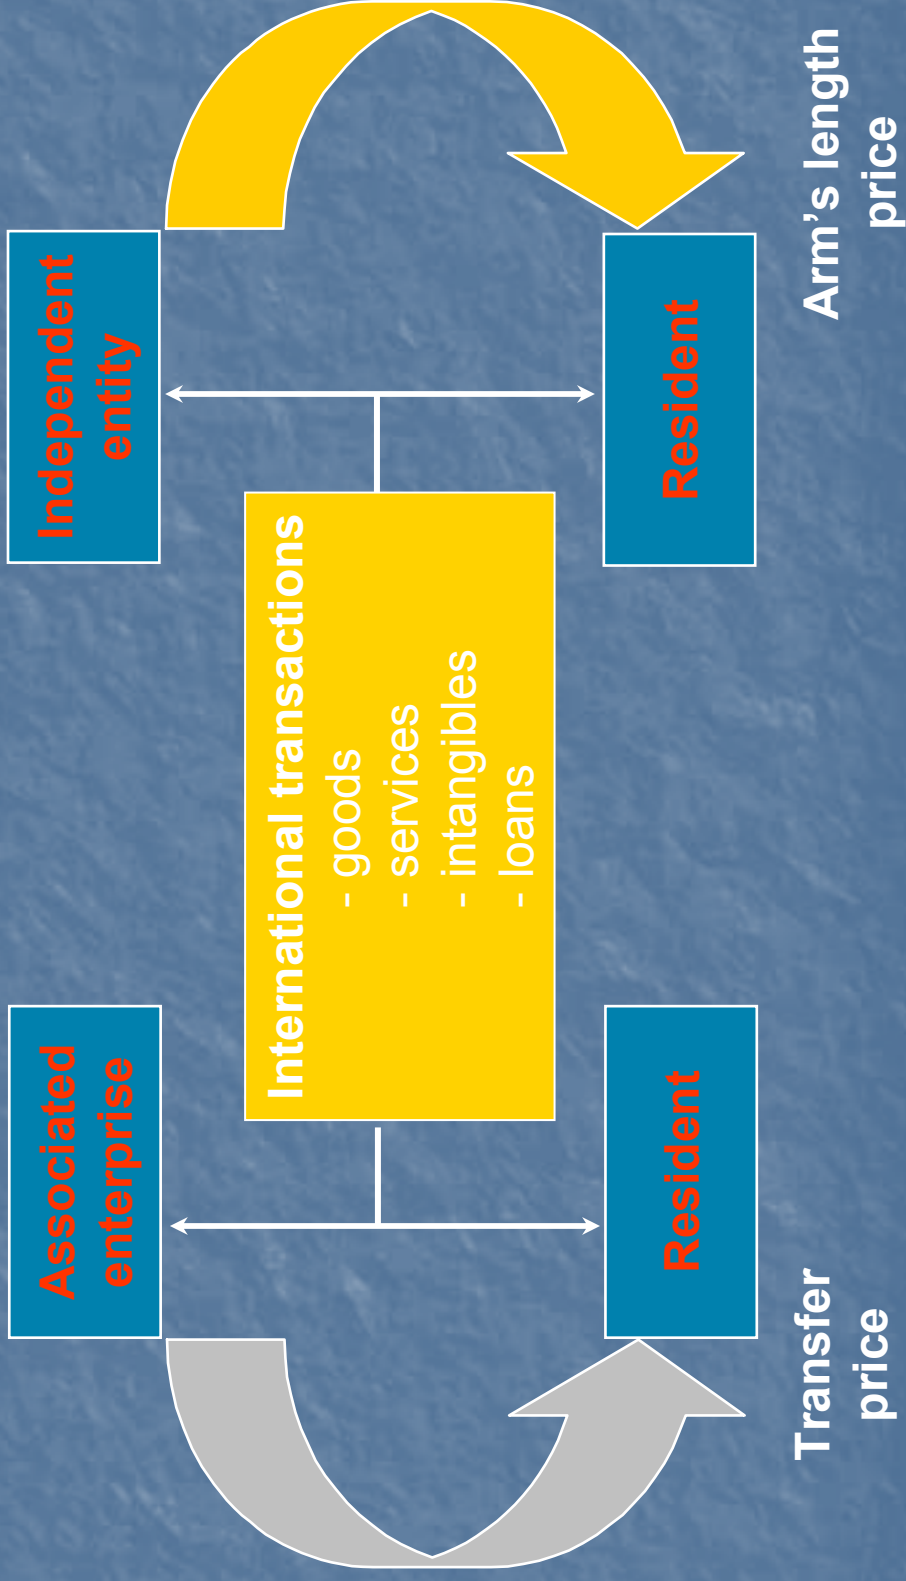 Associated
enterprise
Independent
entity
International transactions
- goods
- services
- intangibles
- loans
Resident
Resident
Transfer
price
Arm’s length
price